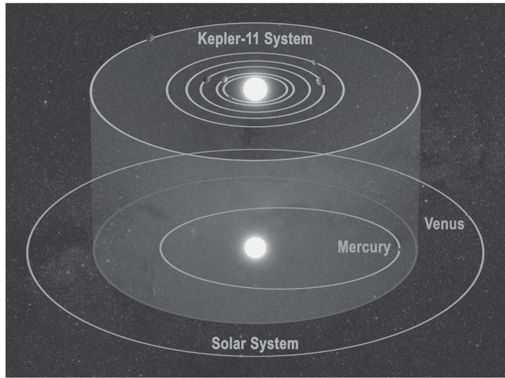 Kepler-11 System
Venus
Mercury
Solar System